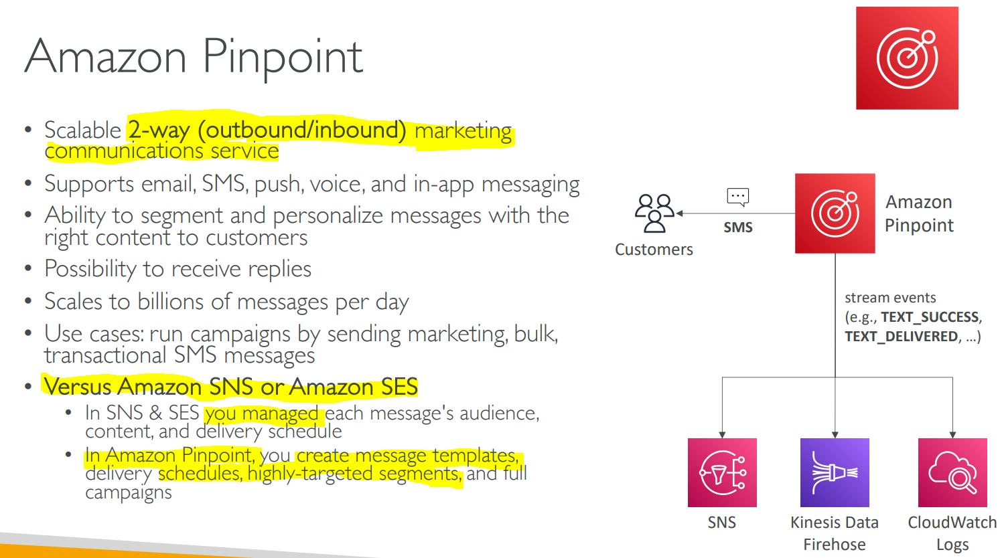 Amazon Pinpoint
• Scalable 2-way (outbound/inbound) marketing
communications service
• Supports email, SMS, push, voice, and in-app messaging
• Ability to segment and personalize messages with the
right content to customers
• Possibility to receive replies
• Scales to billions of messages per day
• Use cases: run campaigns by sending marketing, bulk,
transactional SMS messages
• Versus Amazon SNS or Amazon SES
• In SNS & SES you managed each message's audience,
content, and delivery schedule
• In Amazon Pinpoint, you create message templates,
delivery schedules, highly-targeted segments, and full
campaigns
Customers
SMS
Amazon
Pinpoint
stream events
(e.g., TEXT_SUCCESS,
TEXT_DELIVERED, ...)
SNS
Kinesis Data
Firehose
CloudWatch
Logs